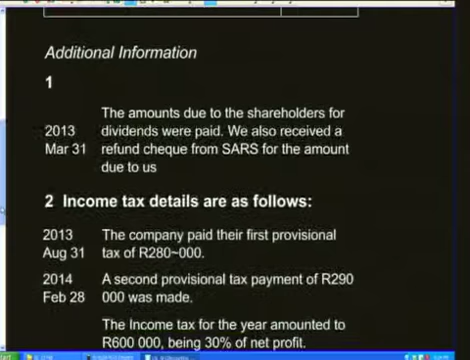 Additional Information
1
The amounts due to the shareholders for
2013 dividends were paid. We also received a
Mar 31 refund cheque from SARS for the amount
due to us
2 Income tax details are as follows:
2013 The company paid their first provisional
Aug 31 tax of R280~000.
2014 A second provisional tax payment of R290
Feb 28 000 was made.
The Income tax for the year amounted to
R600 000, being 30% of net profit.